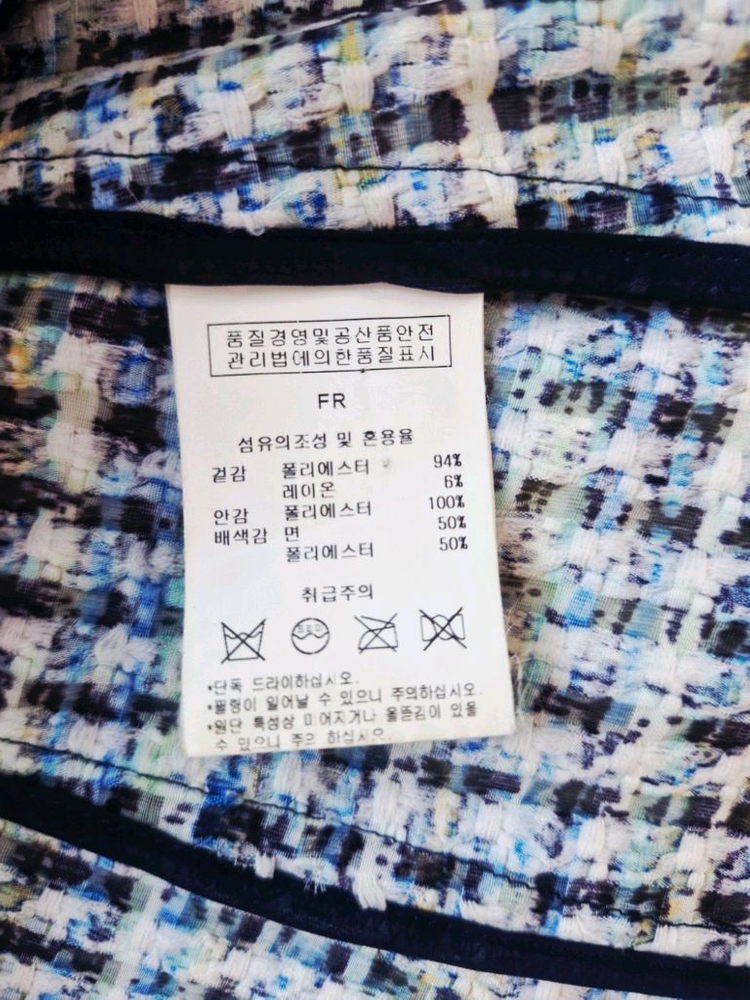 품질경영및공산품안전
관리법에의한품질표시
FR
섬유의조성 및 혼용율
겉감 폴리에스터 94%
레이온 6%
안감 폴리에스터 100%
배색감 면 50%
폴리에스터 50%
취급주의
드라이
*단독 드라이하십시오.
*뜰뜰이 일어날 수 있으니 주의하십시오.
*원단 특성상 미어지거나 올뜯김이 있을
수 있으니 주의 하십시오.